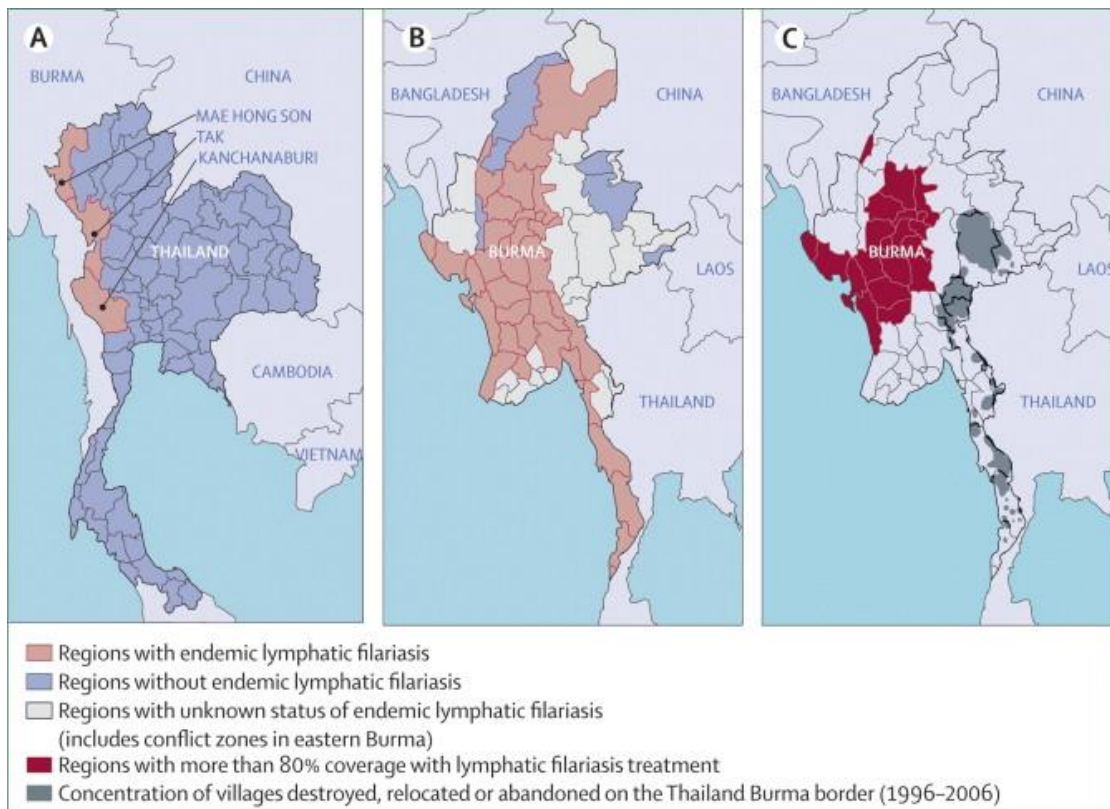 A
BURMA
CHINA
MAE HONG SON
TAK
KANCHANABURI
THAILAND
CAMBODIA
VIETNAM
B
BANGLADESH
CHINA
BURMA
LAOS
THAILAND
C
BANGLADESH
CHINA
BURMA
LAOS
THAILAND
Regions with endemic lymphatic filariasis
Regions without endemic lymphatic filariasis
Regions with unknown status of endemic lymphatic filariasis
(includes conflict zones in eastern Burma)
Regions with more than 80% coverage with lymphatic filariasis treatment
Concentration of villages destroyed, relocated or abandoned on the Thailand Burma border (1996–2006)